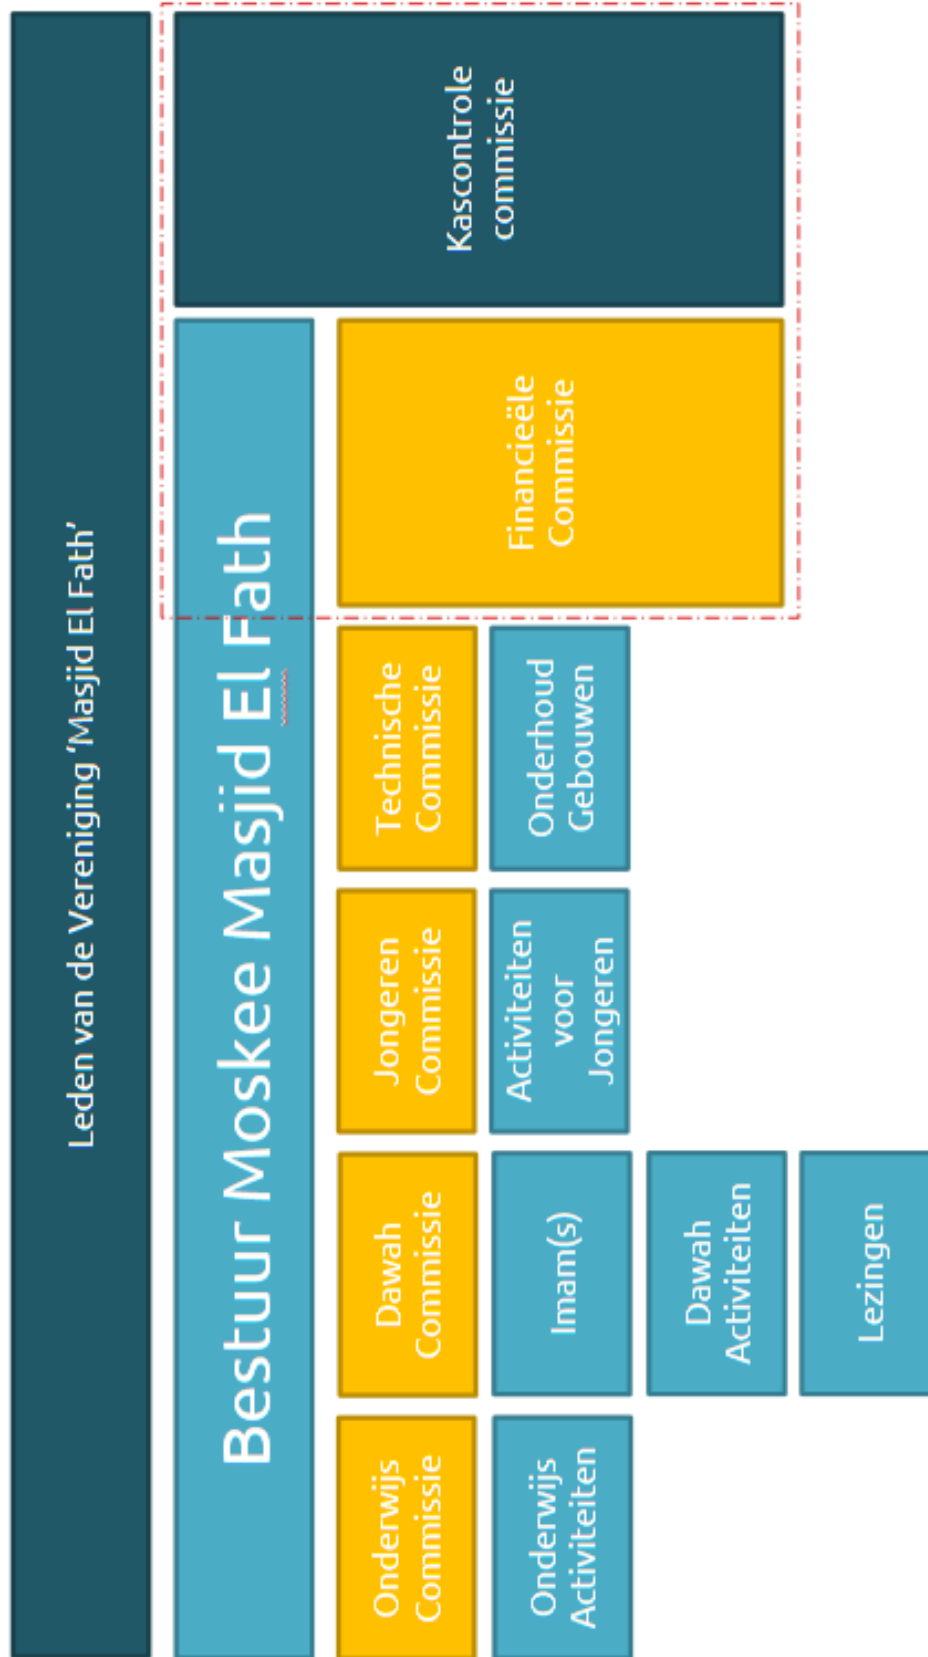 Leden van de Vereniging ‘Masjid El Fath’
Bestuur Moskee Masjid El Fath
Kascontrole
commissie
Onderwijs
Commissie
Dawah
Commissie
Jongeren
Commissie
Technische
Commissie
Financieële
Commissie
Onderwijs
Activiteiten
Imam(s)
Activiteiten
voor
Jongeren
Onderhoud
Gebouwen
Dawah
Activiteiten
Lezingen